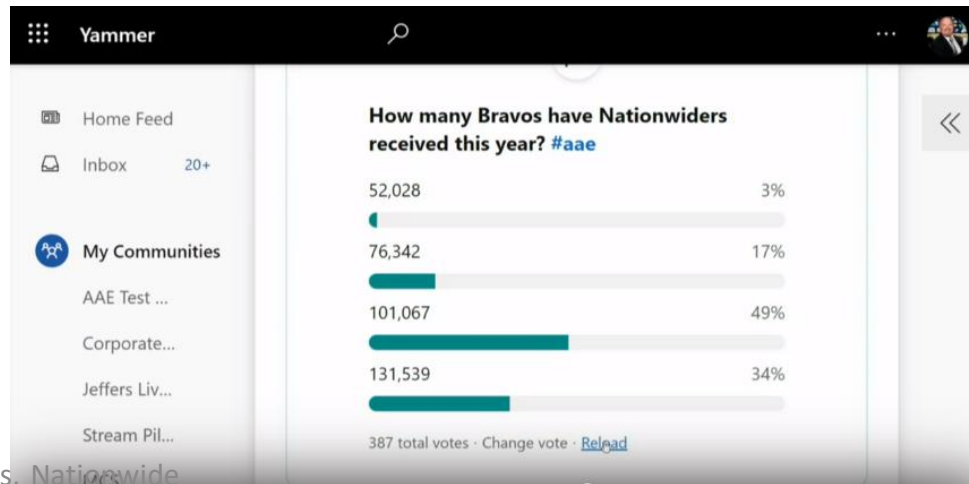 Yammer
Home Feed
Inbox 20+
My Communities
AAE Test ...
Corporate...
Jeffers Liv...
Stream Pil...
How many Bravos have Nationwiders
received this year? #aae
52,028 3%
76,342 17%
101,067 49%
131,539 34%
387 total votes · Change vote · Reload
s, Nationwide